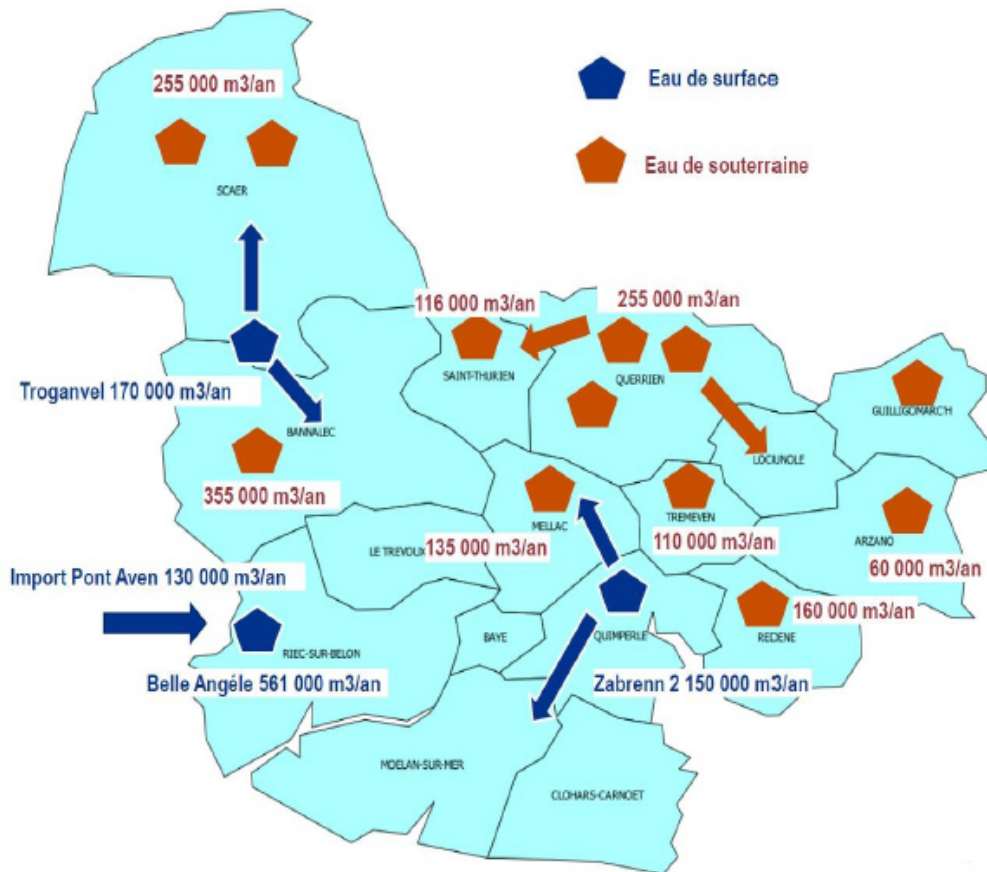 255 000 m3/an
Eau de surface
Eau de souterraine
SCAER
116 000 m3/an
255 000 m3/an
Troganvel 170 000 m3/an
SAINT-THURIEN
QUERRIEN
GUILLIGOMARC'H
BANNALEC
LOCUNOLE
355 000 m3/an
MELLAC
TREMEVEN
LE TREVOUX
135 000 m3/an
110 000 m3/an
ARZANO
60 000 m3/an
Import Pont Aven 130 000 m3/an
160 000 m3/an
RIEC-SUR-BELON
BAYE
QUIMPERLE
REDENE
Belle Angéle 561 000 m3/an
Zabrenn 2 150 000 m3/an
MOELAN-SUR-MER
CLOHARS-CARNOET